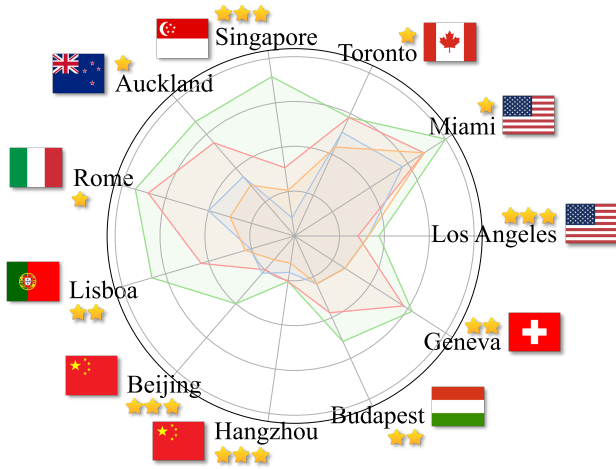 Singapore
Toronto
Auckland
Miami
Rome
Los Angeles
Lisboa
Geneva
Beijing
Budapest
Hangzhou